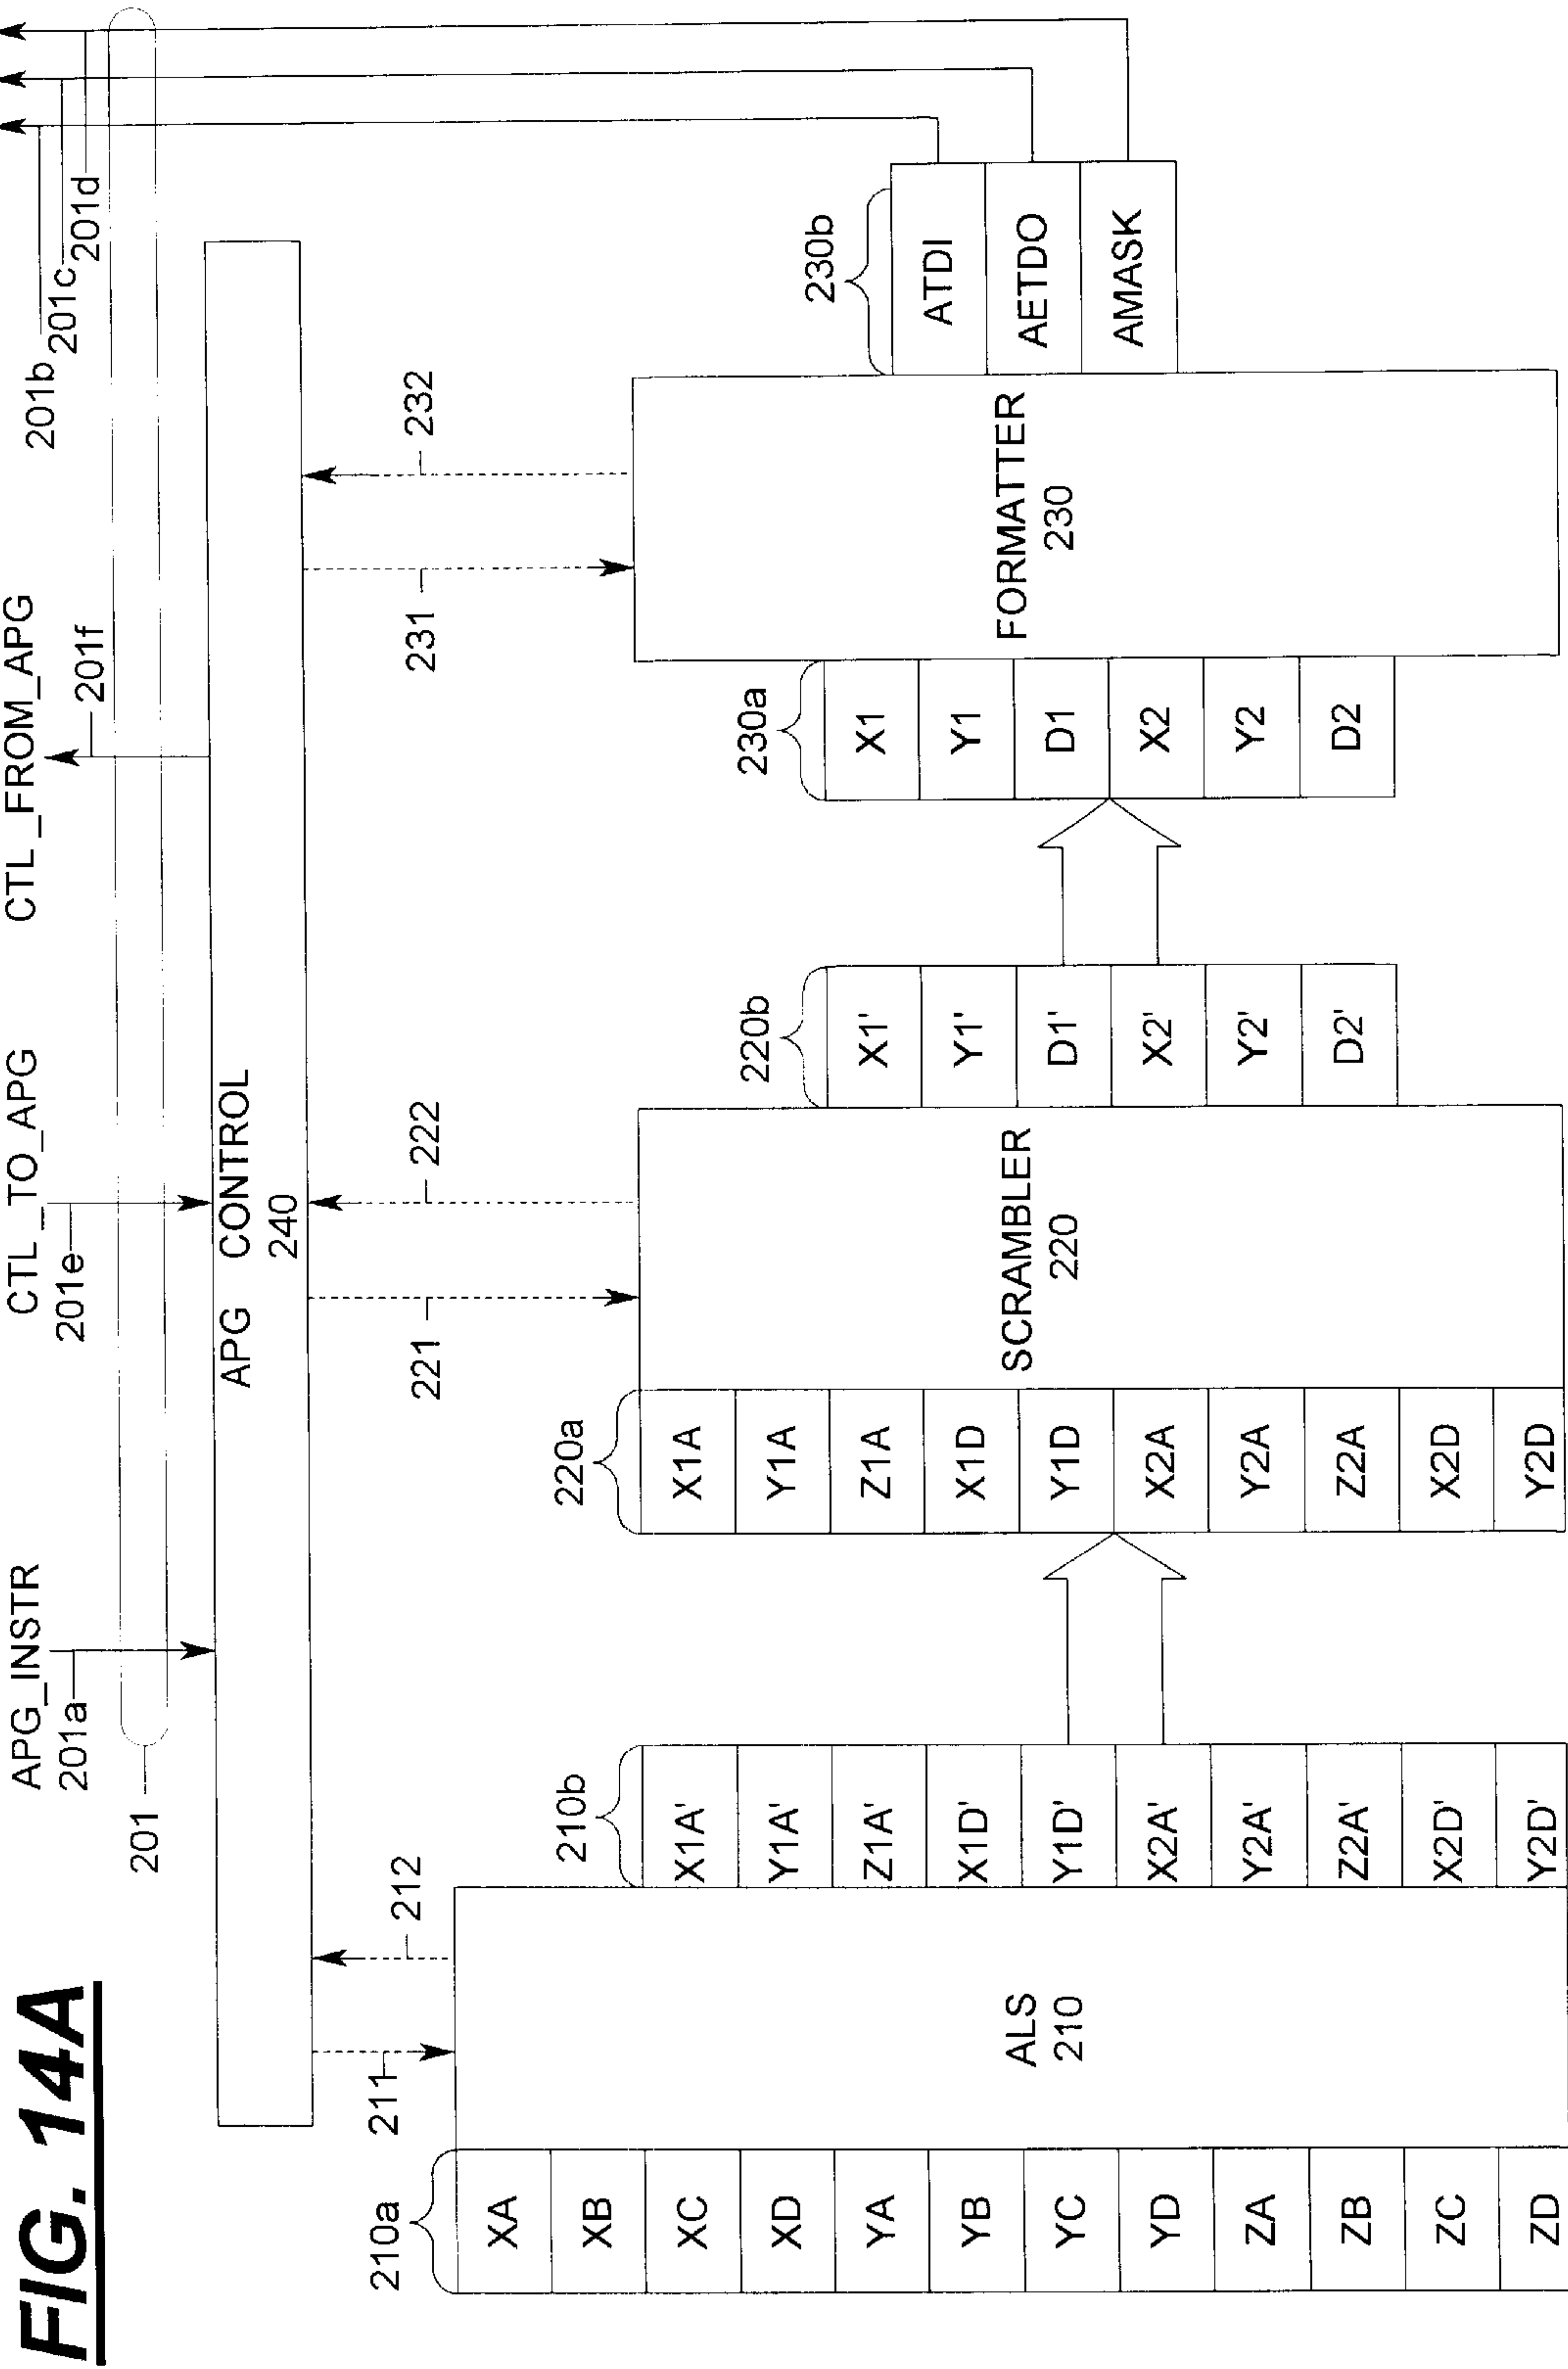 FIG. 14A
APG_INSTR
CTL_TO_APG
CTL_FROM_APG
201a
201e
201f
201b
201c
201d
201
APG CONTROL
240
211
212
221
222
231
232
210a
XA
XB
XC
XD
YA
YB
YC
YD
ZA
ZB
ZC
ZD
ALS
210
210b
X1A'
Y1A'
Z1A'
X1D'
Y1D'
X2A'
Y2A'
Z2A'
X2D'
Y2D'
220a
X1A
Y1A
Z1A
X1D
Y1D
X2A
Y2A
Z2A
X2D
Y2D
SCRAMBLER
220
220b
X1'
Y1'
D1'
X2'
Y2'
D2'
230a
X1
Y1
D1
X2
Y2
D2
FORMATTER
230
230b
ATDI
AETDO
AMASK